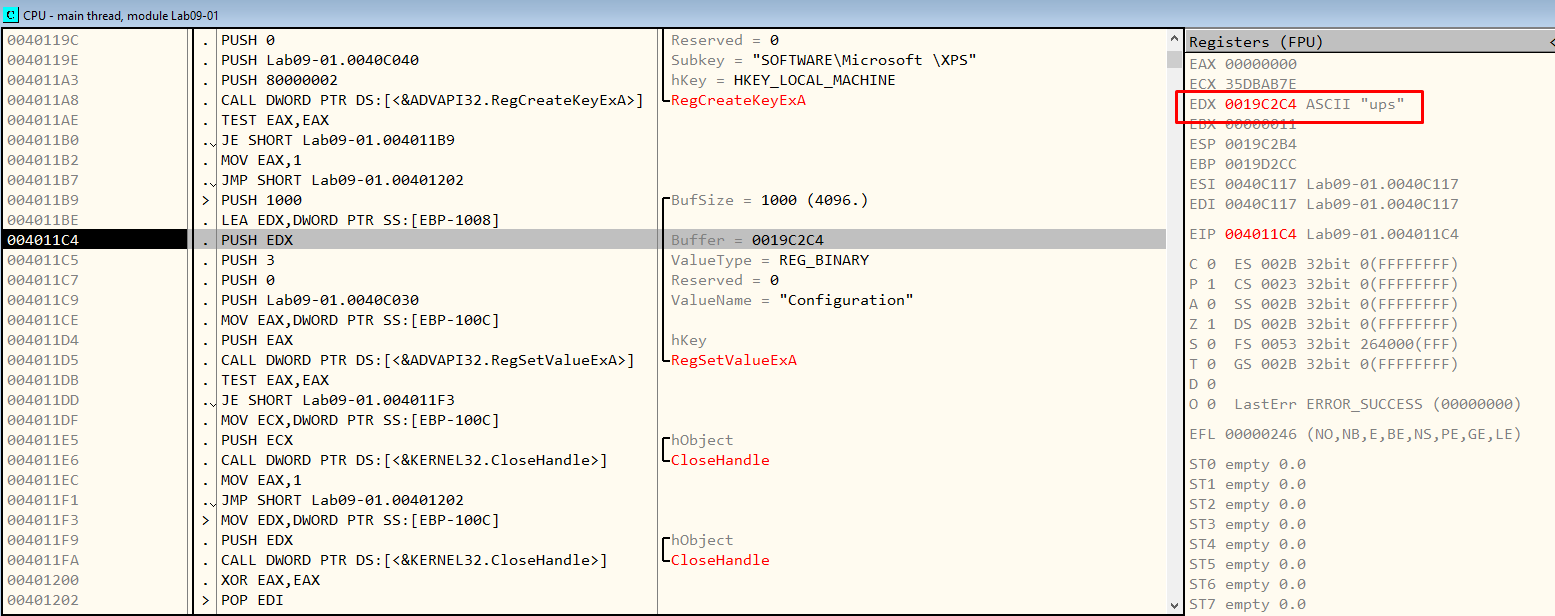 C CPU - main thread, module Lab09-01
0040119C . PUSH 0 Reserved = 0
0040119E . PUSH Lab09-01.0040C040 Subkey = "SOFTWARE\Microsoft \XPS"
004011A3 . PUSH 80000002 hKey = HKEY_LOCAL_MACHINE
004011A8 . CALL DWORD PTR DS:[<&ADVAPI32.RegCreateKeyExA>] RegCreateKeyExA
004011AE . TEST EAX,EAX
004011B0 . JE SHORT Lab09-01.004011B9
004011B2 . MOV EAX,1
004011B7 . JMP SHORT Lab09-01.00401202
004011B9 > PUSH 1000 BufSize = 1000 (4096.)
004011BE . LEA EDX,DWORD PTR SS:[EBP-1008]
004011C4 . PUSH EDX Buffer = 0019C2C4
004011C5 . PUSH 3 ValueType = REG_BINARY
004011C7 . PUSH 0 Reserved = 0
004011C9 . PUSH Lab09-01.0040C030 ValueName = "Configuration"
004011CE . MOV EAX,DWORD PTR SS:[EBP-100C]
004011D4 . PUSH EAX hKey
004011D5 . CALL DWORD PTR DS:[<&ADVAPI32.RegSetValueExA>] RegSetValueExA
004011DB . TEST EAX,EAX
004011DD . JE SHORT Lab09-01.004011F3
004011DF . MOV ECX,DWORD PTR SS:[EBP-100C]
004011E5 . PUSH ECX hObject
004011E6 . CALL DWORD PTR DS:[<&KERNEL32.CloseHandle>] CloseHandle
004011EC . MOV EAX,1
004011F1 . JMP SHORT Lab09-01.00401202
004011F3 > MOV EDX,DWORD PTR SS:[EBP-100C]
004011F9 . PUSH EDX hObject
004011FA . CALL DWORD PTR DS:[<&KERNEL32.CloseHandle>] CloseHandle
00401200 . XOR EAX,EAX
00401202 > POP EDI
Registers (FPU) <
EAX 00000000
ECX 35DBAB7E
EDX 0019C2C4 ASCII "ups"
EBX 00000011
ESP 0019C2B4
EBP 0019D2CC
ESI 0040C117 Lab09-01.0040C117
EDI 0040C117 Lab09-01.0040C117
EIP 004011C4 Lab09-01.004011C4
C 0 ES 002B 32bit 0(FFFFFFFF)
P 1 CS 0023 32bit 0(FFFFFFFF)
A 0 SS 002B 32bit 0(FFFFFFFF)
Z 1 DS 002B 32bit 0(FFFFFFFF)
S 0 FS 0053 32bit 264000(FFF)
T 0 GS 002B 32bit 0(FFFFFFFF)
D 0
O 0 LastErr ERROR_SUCCESS (00000000)
EFL 00000246 (NO,NB,E,BE,NS,PE,GE,LE)
ST0 empty 0.0
ST1 empty 0.0
ST2 empty 0.0
ST3 empty 0.0
ST4 empty 0.0
ST5 empty 0.0
ST6 empty 0.0
ST7 empty 0.0